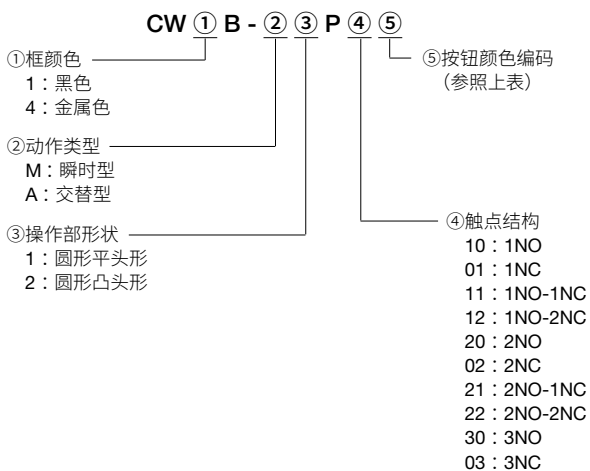 CW ① B - ② ③ P ④ ⑤
①框颜色
1：黑色
4：金属色
②动作类型
M：瞬时型
A：交替型
③操作部形状
1：圆形平头形
2：圆形凸头形
⑤按钮颜色编码
（参照上表）
④触点结构
10：1NO
01：1NC
11：1NO-1NC
12：1NO-2NC
20：2NO
02：2NC
21：2NO-1NC
22：2NO-2NC
30：3NO
03：3NC